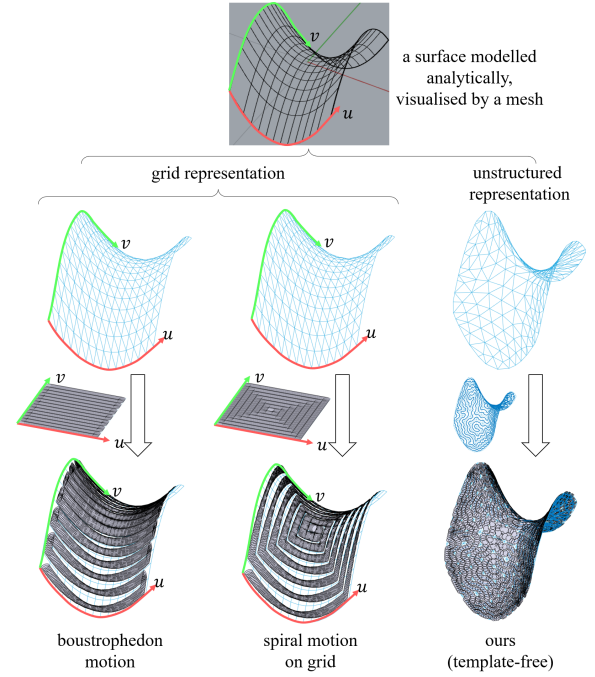 v
a surface modelled
analytically,
visualised by a mesh
u
grid representation
unstructured
representation
v
v
u
u
v
v
u
u
v
v
u
u
boustrophedon
motion
spiral motion
on grid
ours
(template-free)